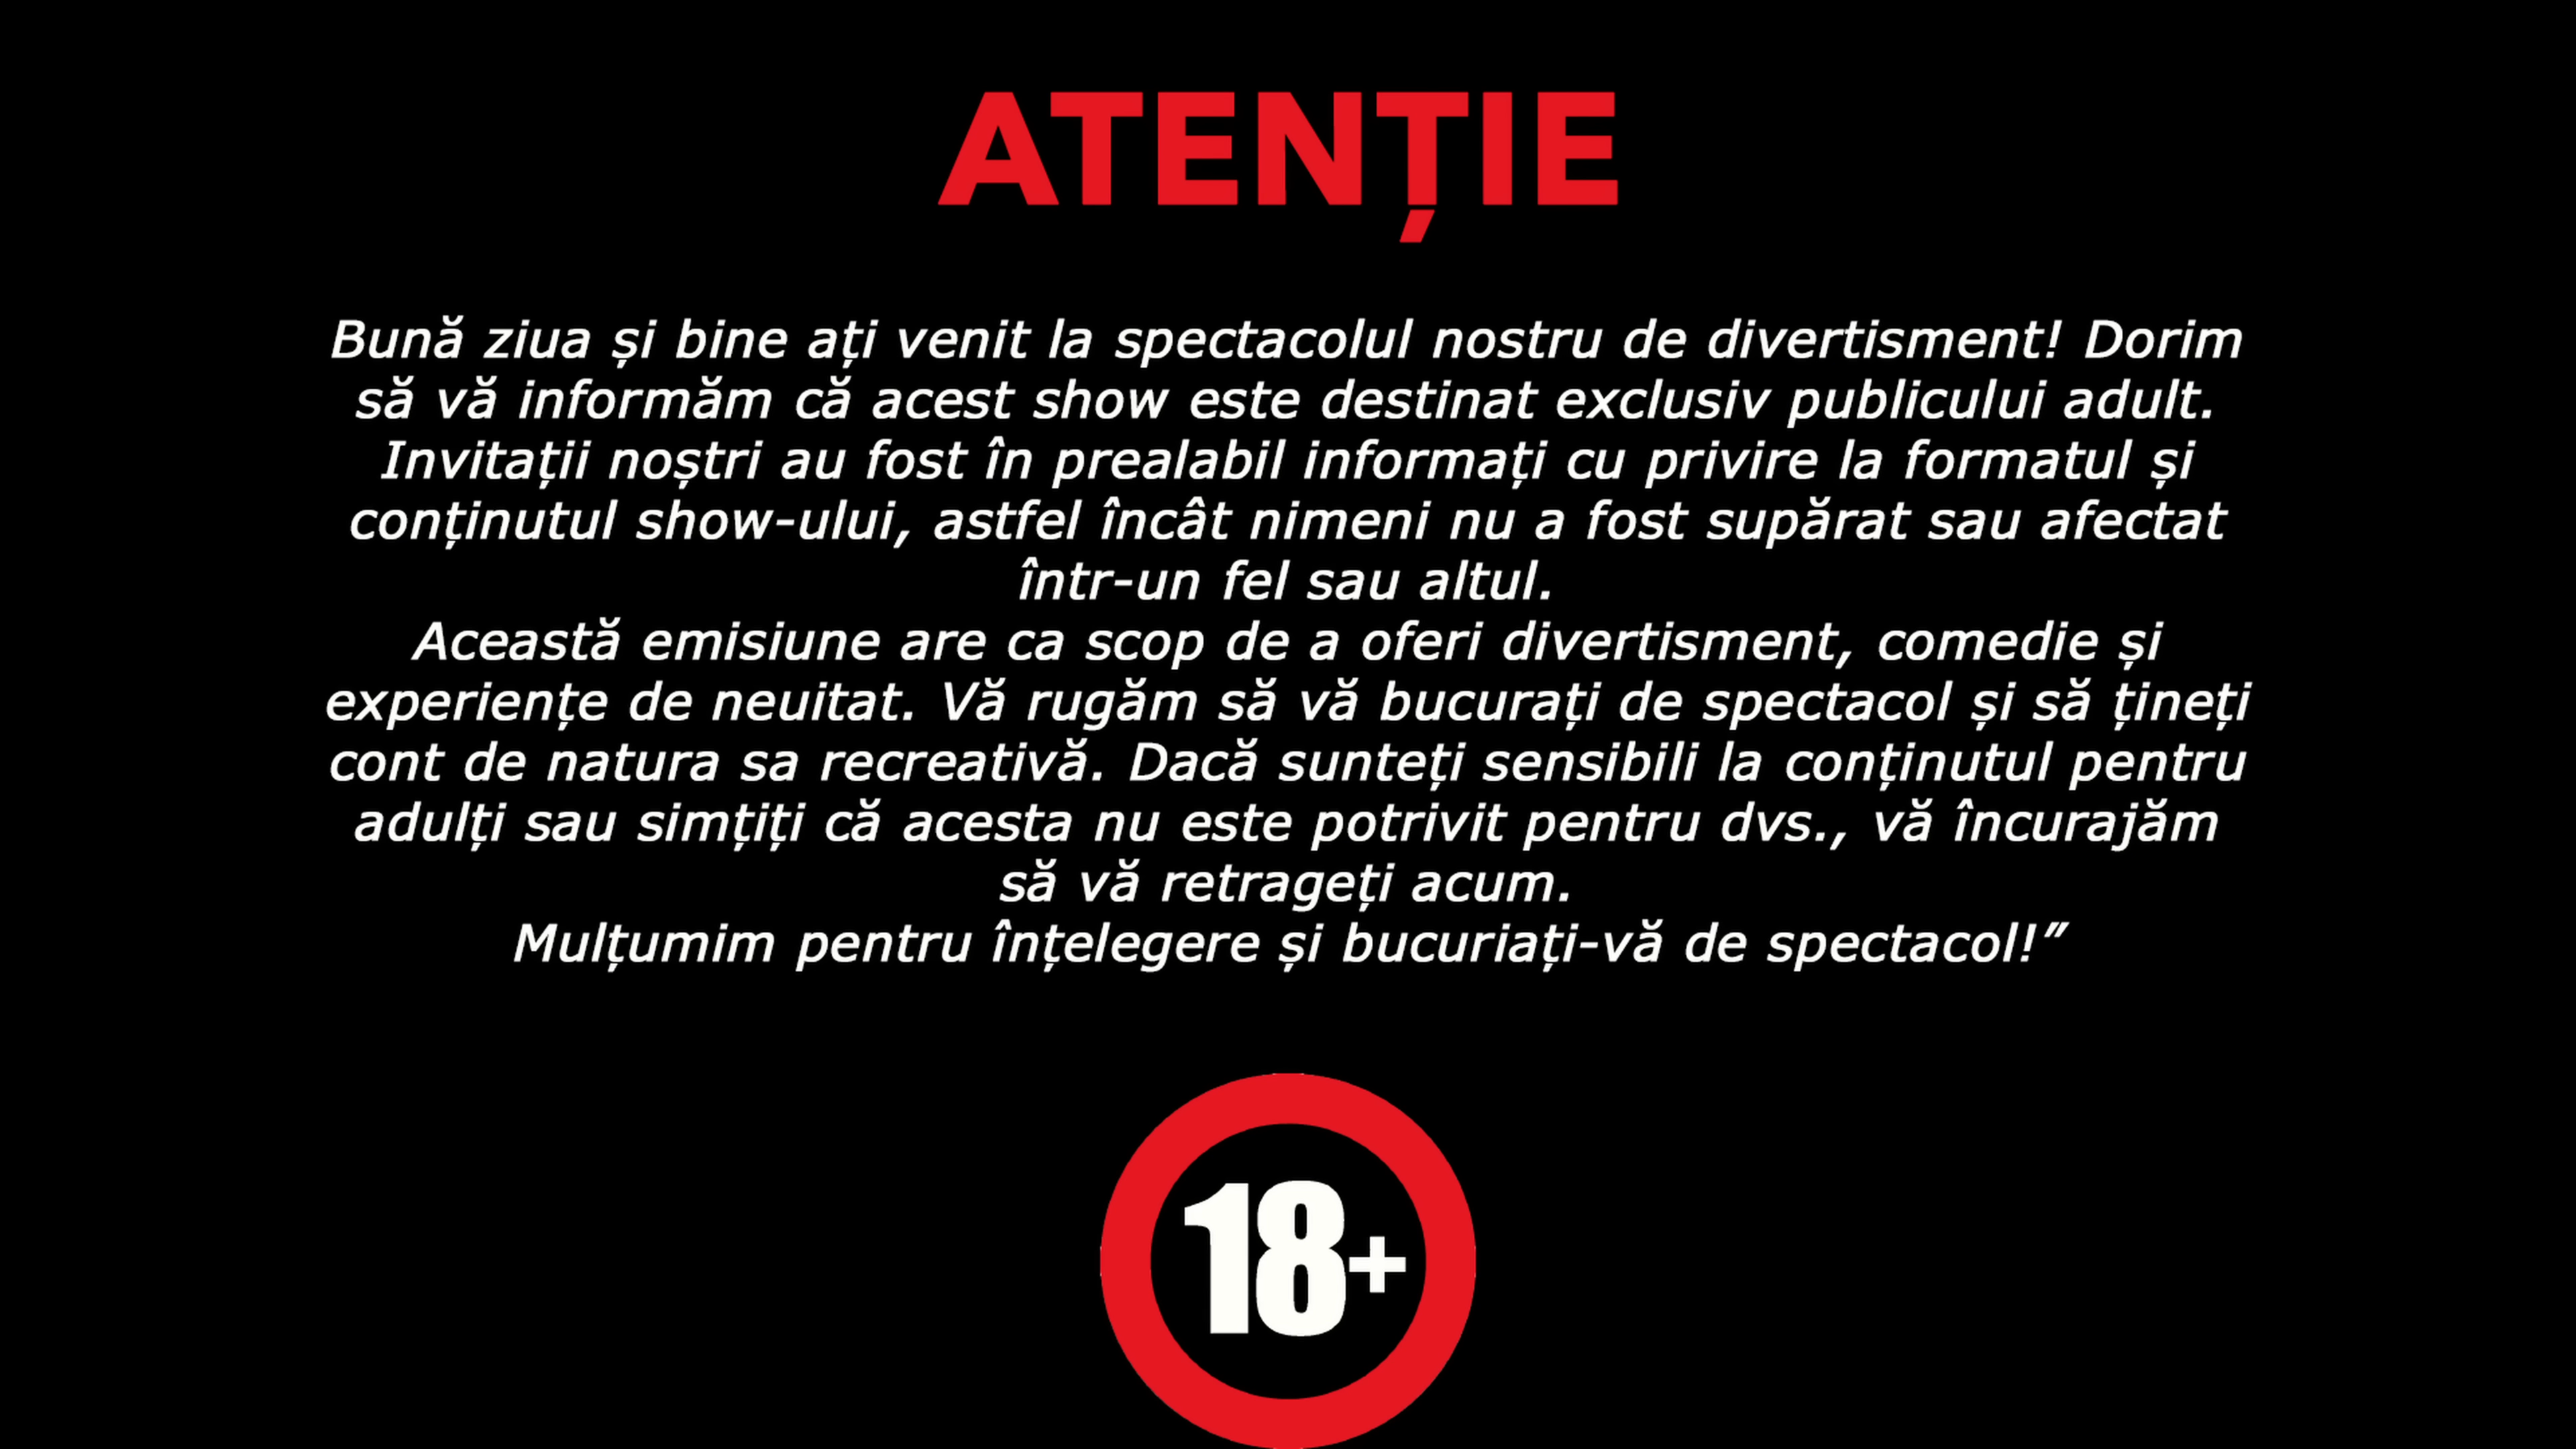 ATENȚIE
Bună ziua și bine ați venit la spectacolul nostru de divertisment! Dorim
să vă informăm că acest show este destinat exclusiv publicului adult.
Invitații noștri au fost în prealabil informați cu privire la formatul și
conținutul show-ului, astfel încât nimeni nu a fost supărat sau afectat
într-un fel sau altul.
Această emisiune are ca scop de a oferi divertisment, comedie și
experiențe de neuitat. Vă rugăm să vă bucurați de spectacol și să țineți
cont de natura sa recreativă. Dacă sunteți sensibili la conținutul pentru
adulți sau simțiți că acesta nu este potrivit pentru dvs., vă încurajăm
să vă retrageți acum.
Mulțumim pentru înțelegere și bucuriați-vă de spectacol!”
18+